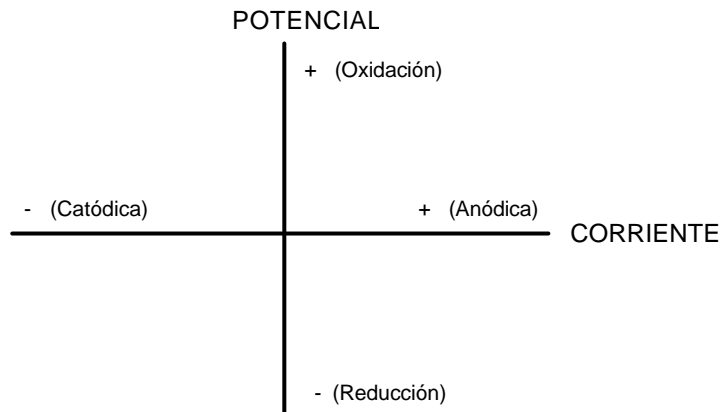 POTENCIAL
+ (Oxidación)
- (Catódica)
+ (Anódica)
CORRIENTE
- (Reducción)